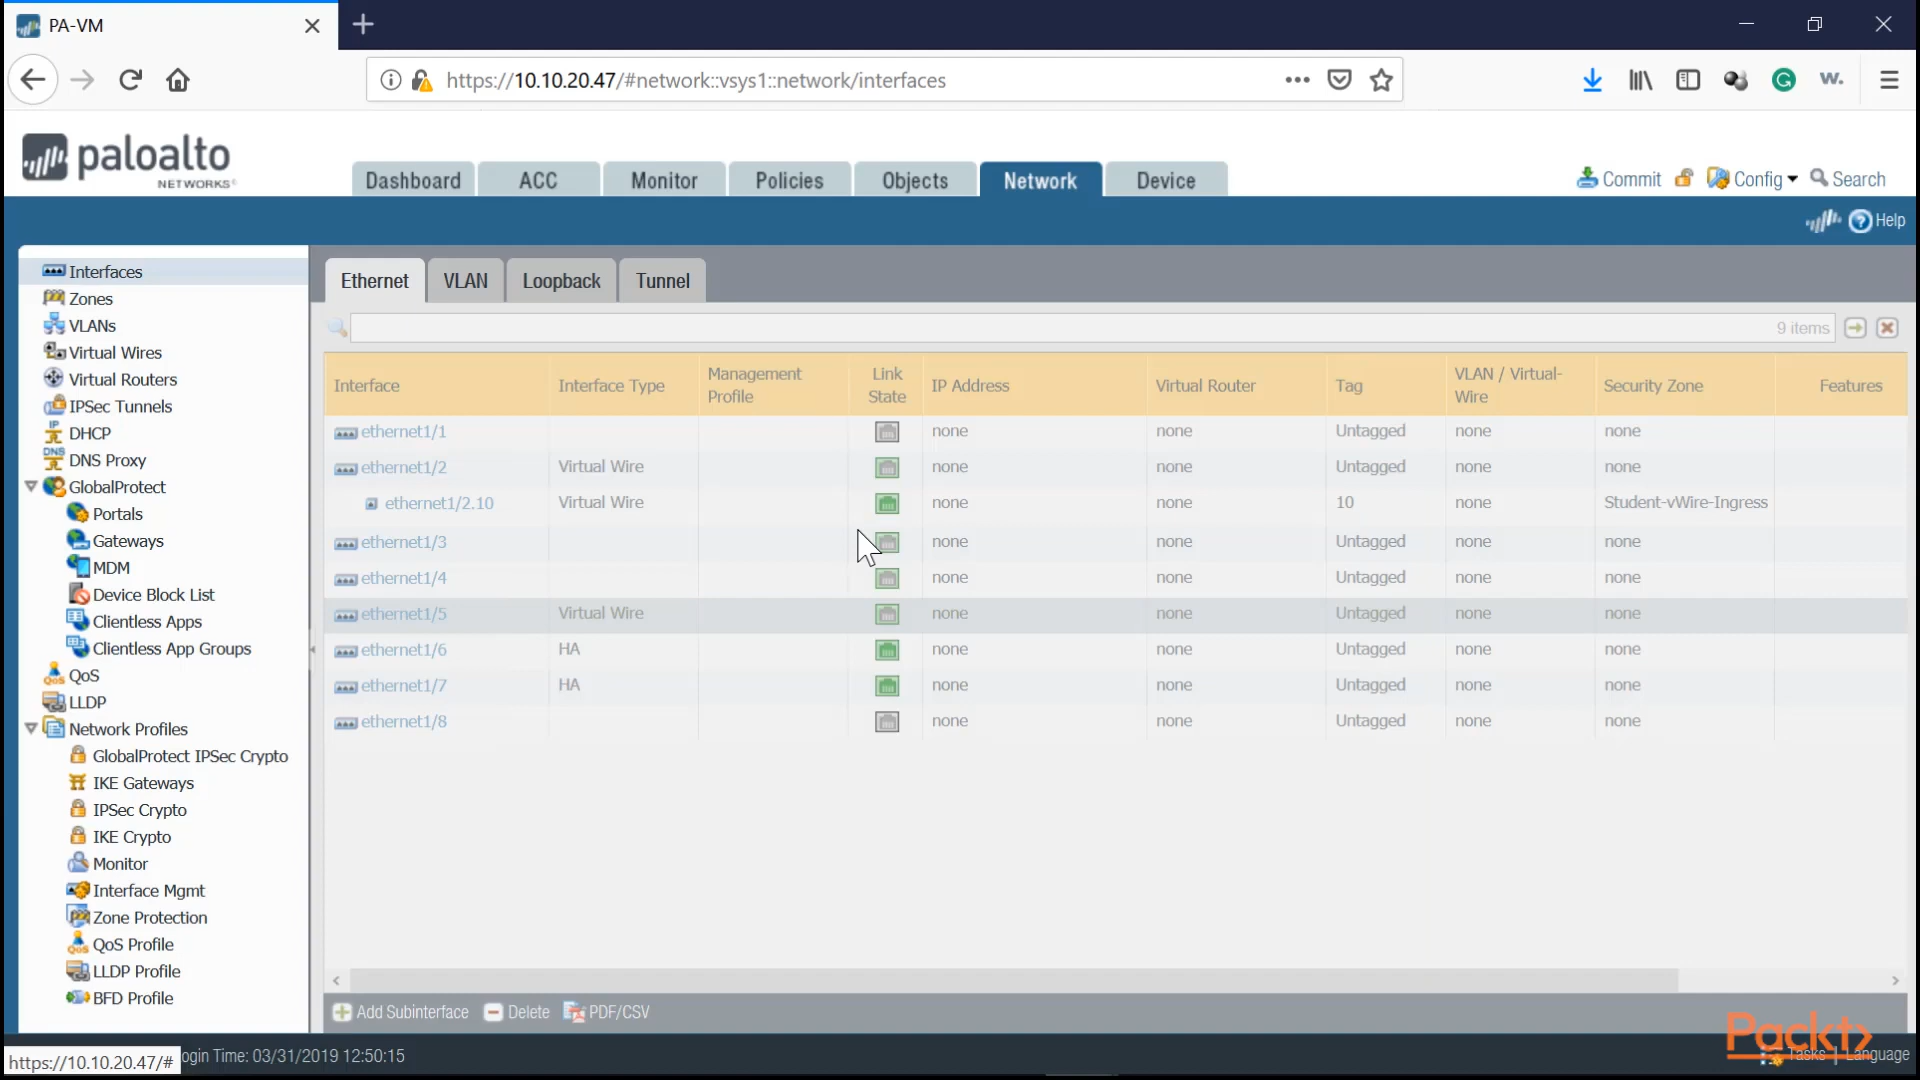 PA-VM
https://10.10.20.47/#network::vsys1::network/interfaces
paloalto
NETWORKS
Dashboard ACC Monitor Policies Objects Network Device
Commit Config Search
Help
Interfaces
Zones
VLANs
Virtual Wires
Virtual Routers
IPSec Tunnels
DHCP
DNS Proxy
GlobalProtect
Portals
Gateways
MDM
Device Block List
Clientless Apps
Clientless App Groups
QoS
LLDP
Network Profiles
GlobalProtect IPSec Crypto
IKE Gateways
IPSec Crypto
IKE Crypto
Monitor
Interface Mgmt
Zone Protection
QoS Profile
LLDP Profile
BFD Profile
Ethernet VLAN Loopback Tunnel
9 items
Interface Interface Type Management Profile Link State IP Address Virtual Router Tag VLAN / Virtual-Wire Security Zone Features
ethernet1/1 none none Untagged none none
ethernet1/2 Virtual Wire none none Untagged none none
ethernet1/2.10 Virtual Wire none none 10 none Student-vWire-Ingress
ethernet1/3 none none Untagged none none
ethernet1/4 none none Untagged none none
ethernet1/5 Virtual Wire none none Untagged none none
ethernet1/6 HA none none Untagged none none
ethernet1/7 HA none none Untagged none none
ethernet1/8 none none Untagged none none
Add Subinterface Delete PDF/CSV
https://10.10.20.47/# ogin Time: 03/31/2019 12:50:15
Packt
Tasks | Language